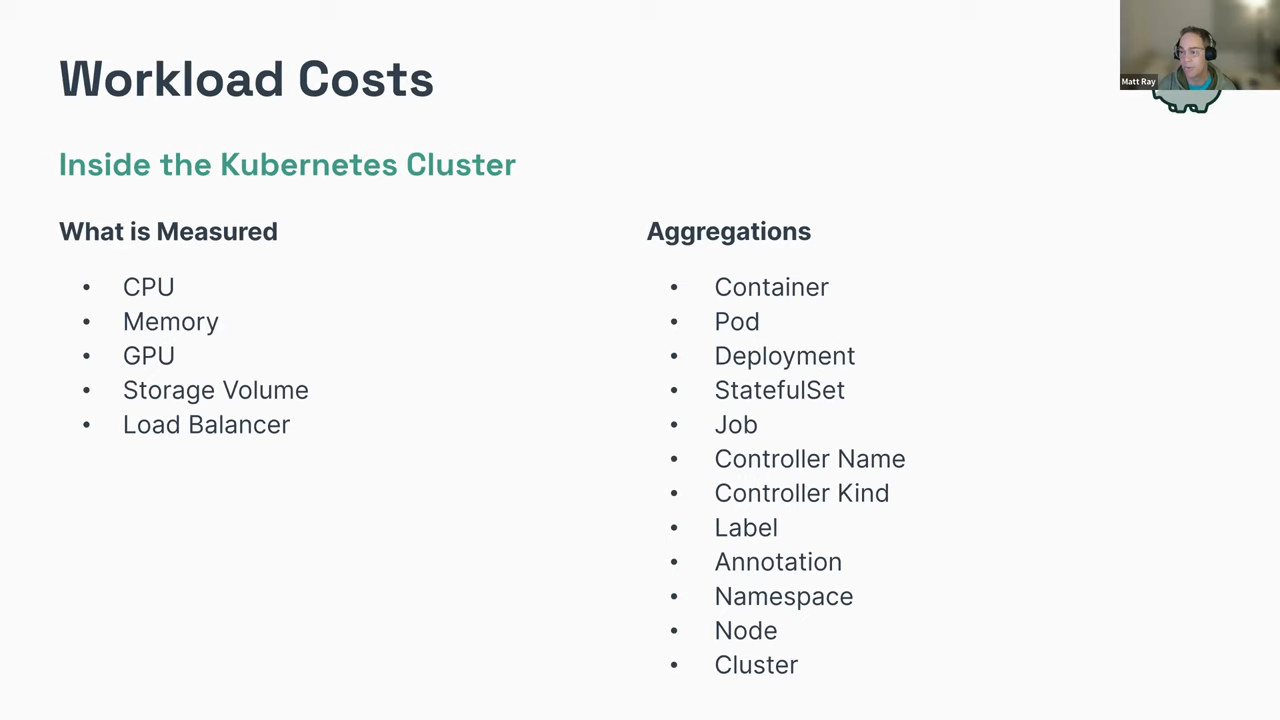 Workload Costs
Matt Ray
Inside the Kubernetes Cluster
What is Measured
• CPU
• Memory
• GPU
• Storage Volume
• Load Balancer
Aggregations
• Container
• Pod
• Deployment
• StatefulSet
• Job
• Controller Name
• Controller Kind
• Label
• Annotation
• Namespace
• Node
• Cluster